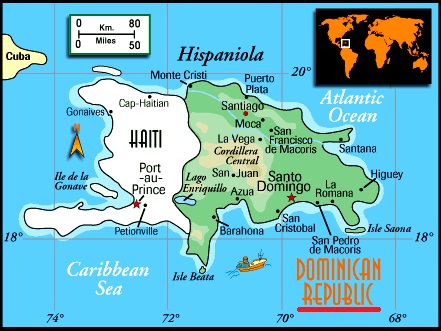 0 80
Km.
Miles
0 50
Cuba
Hispaniola
20°
Monte Cristi
Puerto
Plata
Atlantic
Ocean
Cap-Haitian
Gonaives
Santiago
Moca
San
Francisco
de Macoris
HAITI
La Vega
Cordillera
Central
Santana
Port
-au-
Prince
Ile de la
Gonave
Lago
Enriquillo
San Juan
Azua
Santo
Domingo
La
Romana
Higuey
Petionville
Barahona
San
Cristobal
San Pedro
de Macoris
Isle Saona
18°
18°
Caribbean
Sea
Isle Beata
DOMINICAN
REPUBLIC
74°
72°
70°
68°